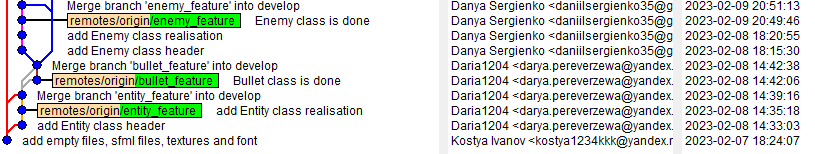 Merge branch 'enemy_feature' into develop Danya Sergienko <daniilsergienko35@g 2023-02-09 20:51:13
remotes/origin/enemy_feature Enemy class is done Danya Sergienko <daniilsergienko35@g 2023-02-09 20:49:46
add Enemy class realisation Danya Sergienko <daniilsergienko35@g 2023-02-08 18:20:55
add Enemy class header Danya Sergienko <daniilsergienko35@g 2023-02-08 18:15:30
Merge branch 'bullet_feature' into develop Daria1204 <darya.pereverzewa@yandex. 2023-02-08 14:42:38
remotes/origin/bullet_feature Bullet class is done Daria1204 <darya.pereverzewa@yandex. 2023-02-08 14:42:06
Merge branch 'entity_feature' into develop Daria1204 <darya.pereverzewa@yandex. 2023-02-08 14:39:16
remotes/origin/entity_feature add Entity class realisation Daria1204 <darya.pereverzewa@yandex. 2023-02-08 14:35:18
add Entity class header Daria1204 <darya.pereverzewa@yandex. 2023-02-08 14:33:03
add empty files, sfml files, textures and font Kostya Ivanov <kostya1234kkk@yandex.r 2023-02-07 18:24:07